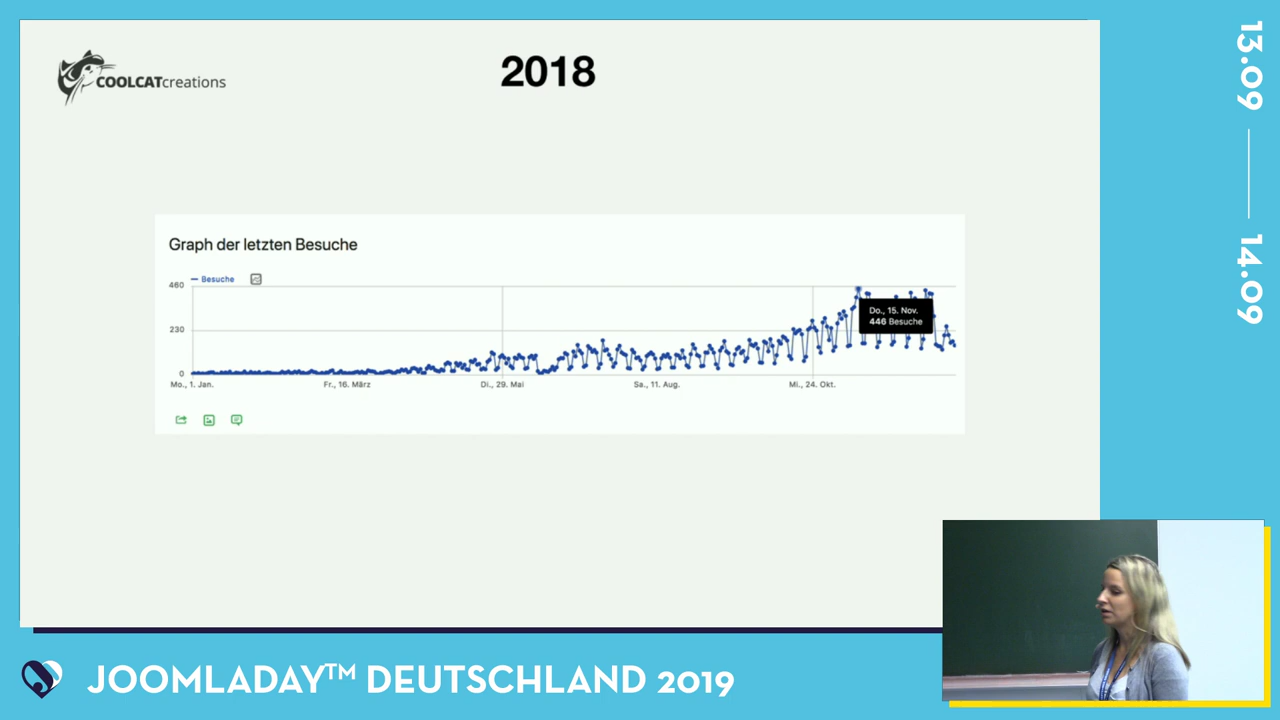 COOLCATcreations
2018
Graph der letzten Besuche
Besuche
460
230
0
Do., 15. Nov.
446 Besuche
Mo., 1. Jan.
Fr., 16. März
Di., 29. Mai
Sa., 11. Aug.
Mi., 24. Okt.
13.09
14.09
JOOMLADAY™ DEUTSCHLAND 2019